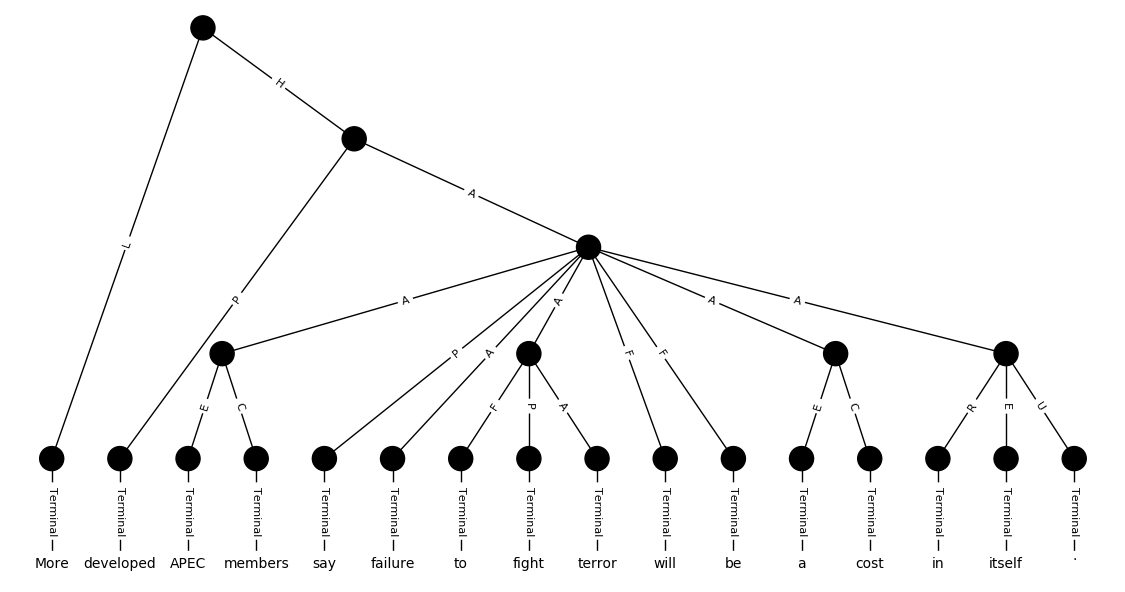 H
A
L
P
A
A
A
A
P
A
F
F
E
C
F
P
A
E
C
R
E
U
Terminal Terminal Terminal Terminal Terminal Terminal Terminal Terminal Terminal Terminal Terminal Terminal Terminal Terminal Terminal Terminal
More developed APEC members say failure to fight terror will be a cost in itself .